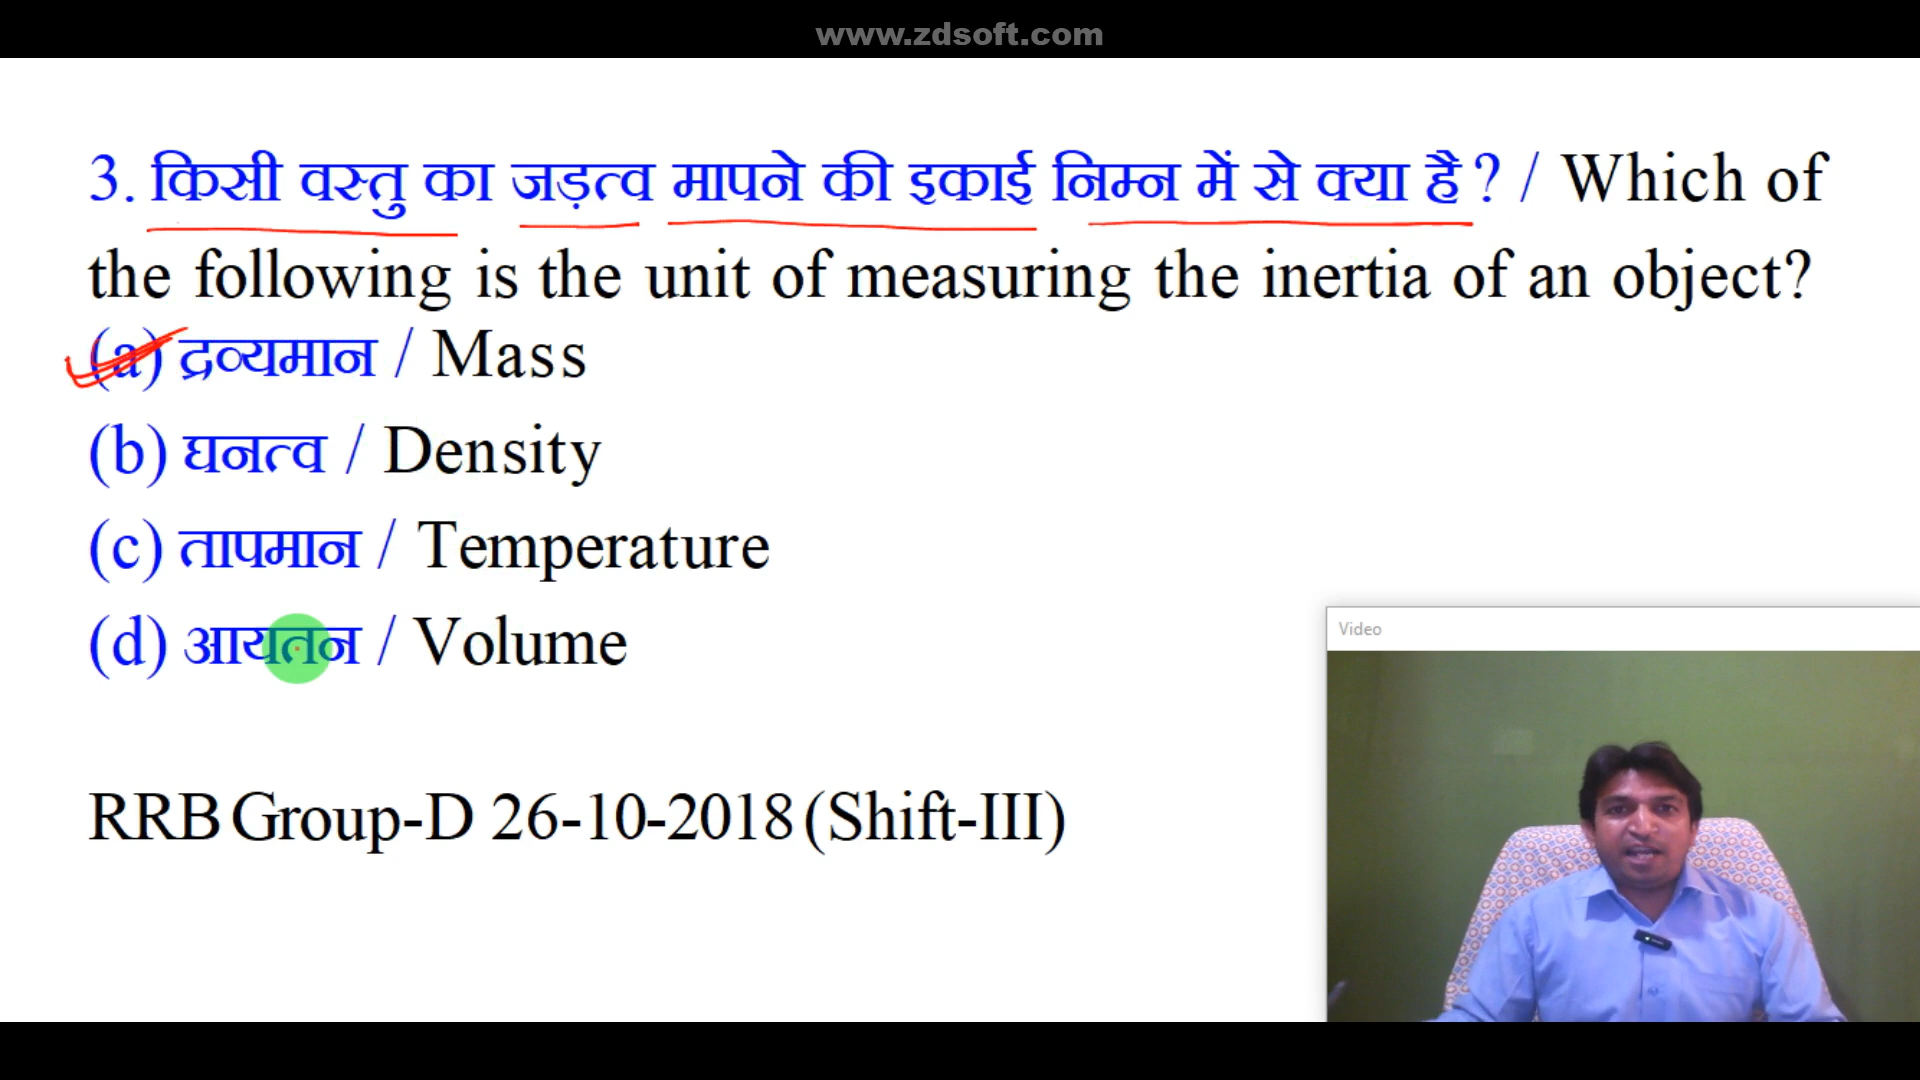 www.zdsoft.com
3. किसी वस्तु का जड़त्व मापने की इकाई निम्न में से क्या है? / Which of
the following is the unit of measuring the inertia of an object?
(a) द्रव्यमान / Mass
(b) घनत्व / Density
(c) तापमान / Temperature
(d) आयतन / Volume
Video
RRB Group-D 26-10-2018 (Shift-III)